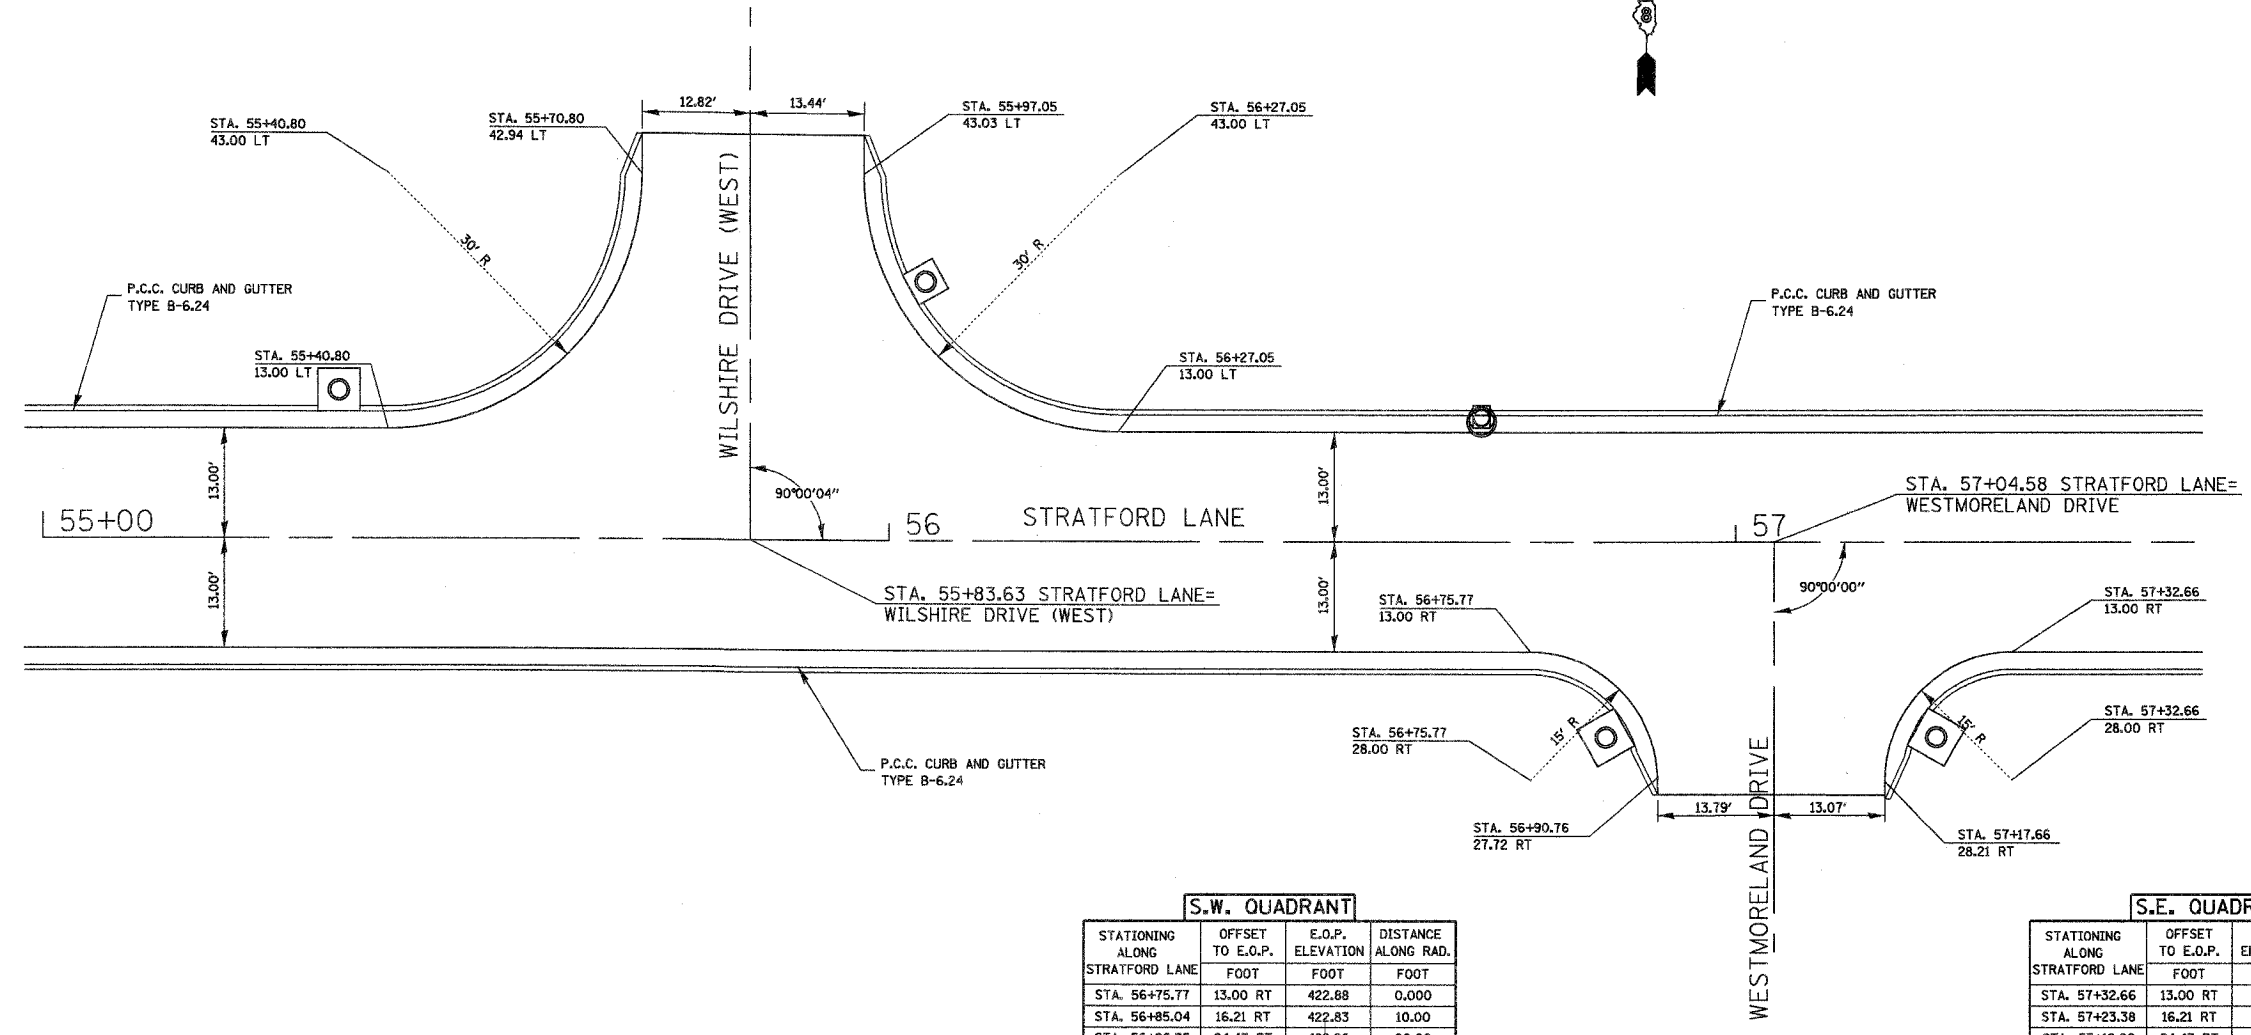 8
12.82'
13.44'
STA. 55+97.05
43.03 LT
STA. 56+27.05
43.00 LT
STA. 55+40.80
43.00 LT
STA. 55+70.80
42.94 LT
WILSHIRE DRIVE (WEST)
30' R
30' R
P.C.C. CURB AND GUTTER
TYPE B-6.24
P.C.C. CURB AND GUTTER
TYPE B-6.24
STA. 55+40.80
13.00 LT
STA. 56+27.05
13.00 LT
13.00'
90°00'04"
13.00'
STA. 57+04.58 STRATFORD LANE=
WESTMORELAND DRIVE
55+00
56
STRATFORD LANE
57
13.00'
13.00'
STA. 55+83.63 STRATFORD LANE=
WILSHIRE DRIVE (WEST)
90°00'00"
STA. 56+75.77
13.00 RT
STA. 57+32.66
13.00 RT
STA. 56+75.77
28.00 RT
15' R
15' R
STA. 57+32.66
28.00 RT
P.C.C. CURB AND GUTTER
TYPE B-6.24
WESTMORELAND DRIVE
13.79'
13.07'
STA. 56+90.76
27.72 RT
STA. 57+17.66
28.21 RT
S.W. QUADRANT
STATIONING ALONG STRATFORD LANE OFFSET TO E.O.P. E.O.P. ELEVATION DISTANCE ALONG RAD.
FOOT FOOT FOOT
STA. 56+75.77 13.00 RT 422.88 0.000
STA. 56+85.04 16.21 RT 422.83 10.00
S.E.
STATIONING ALONG STRATFORD LANE OFFSET TO E.O.P.
FOOT
STA. 57+32.66 13.00 RT
STA. 57+23.38 16.21 RT